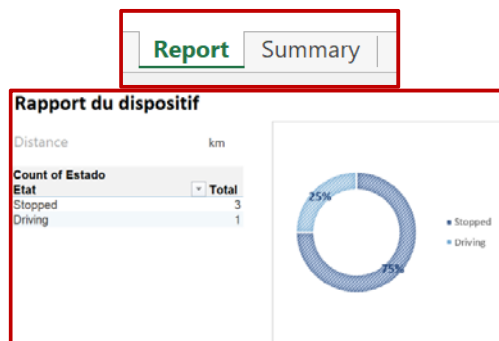 Report Summary
Rapport du dispositif
Distance km
Count of Estado
Etat Total
Stopped 3
Driving 1
25%
75%
Stopped
Driving